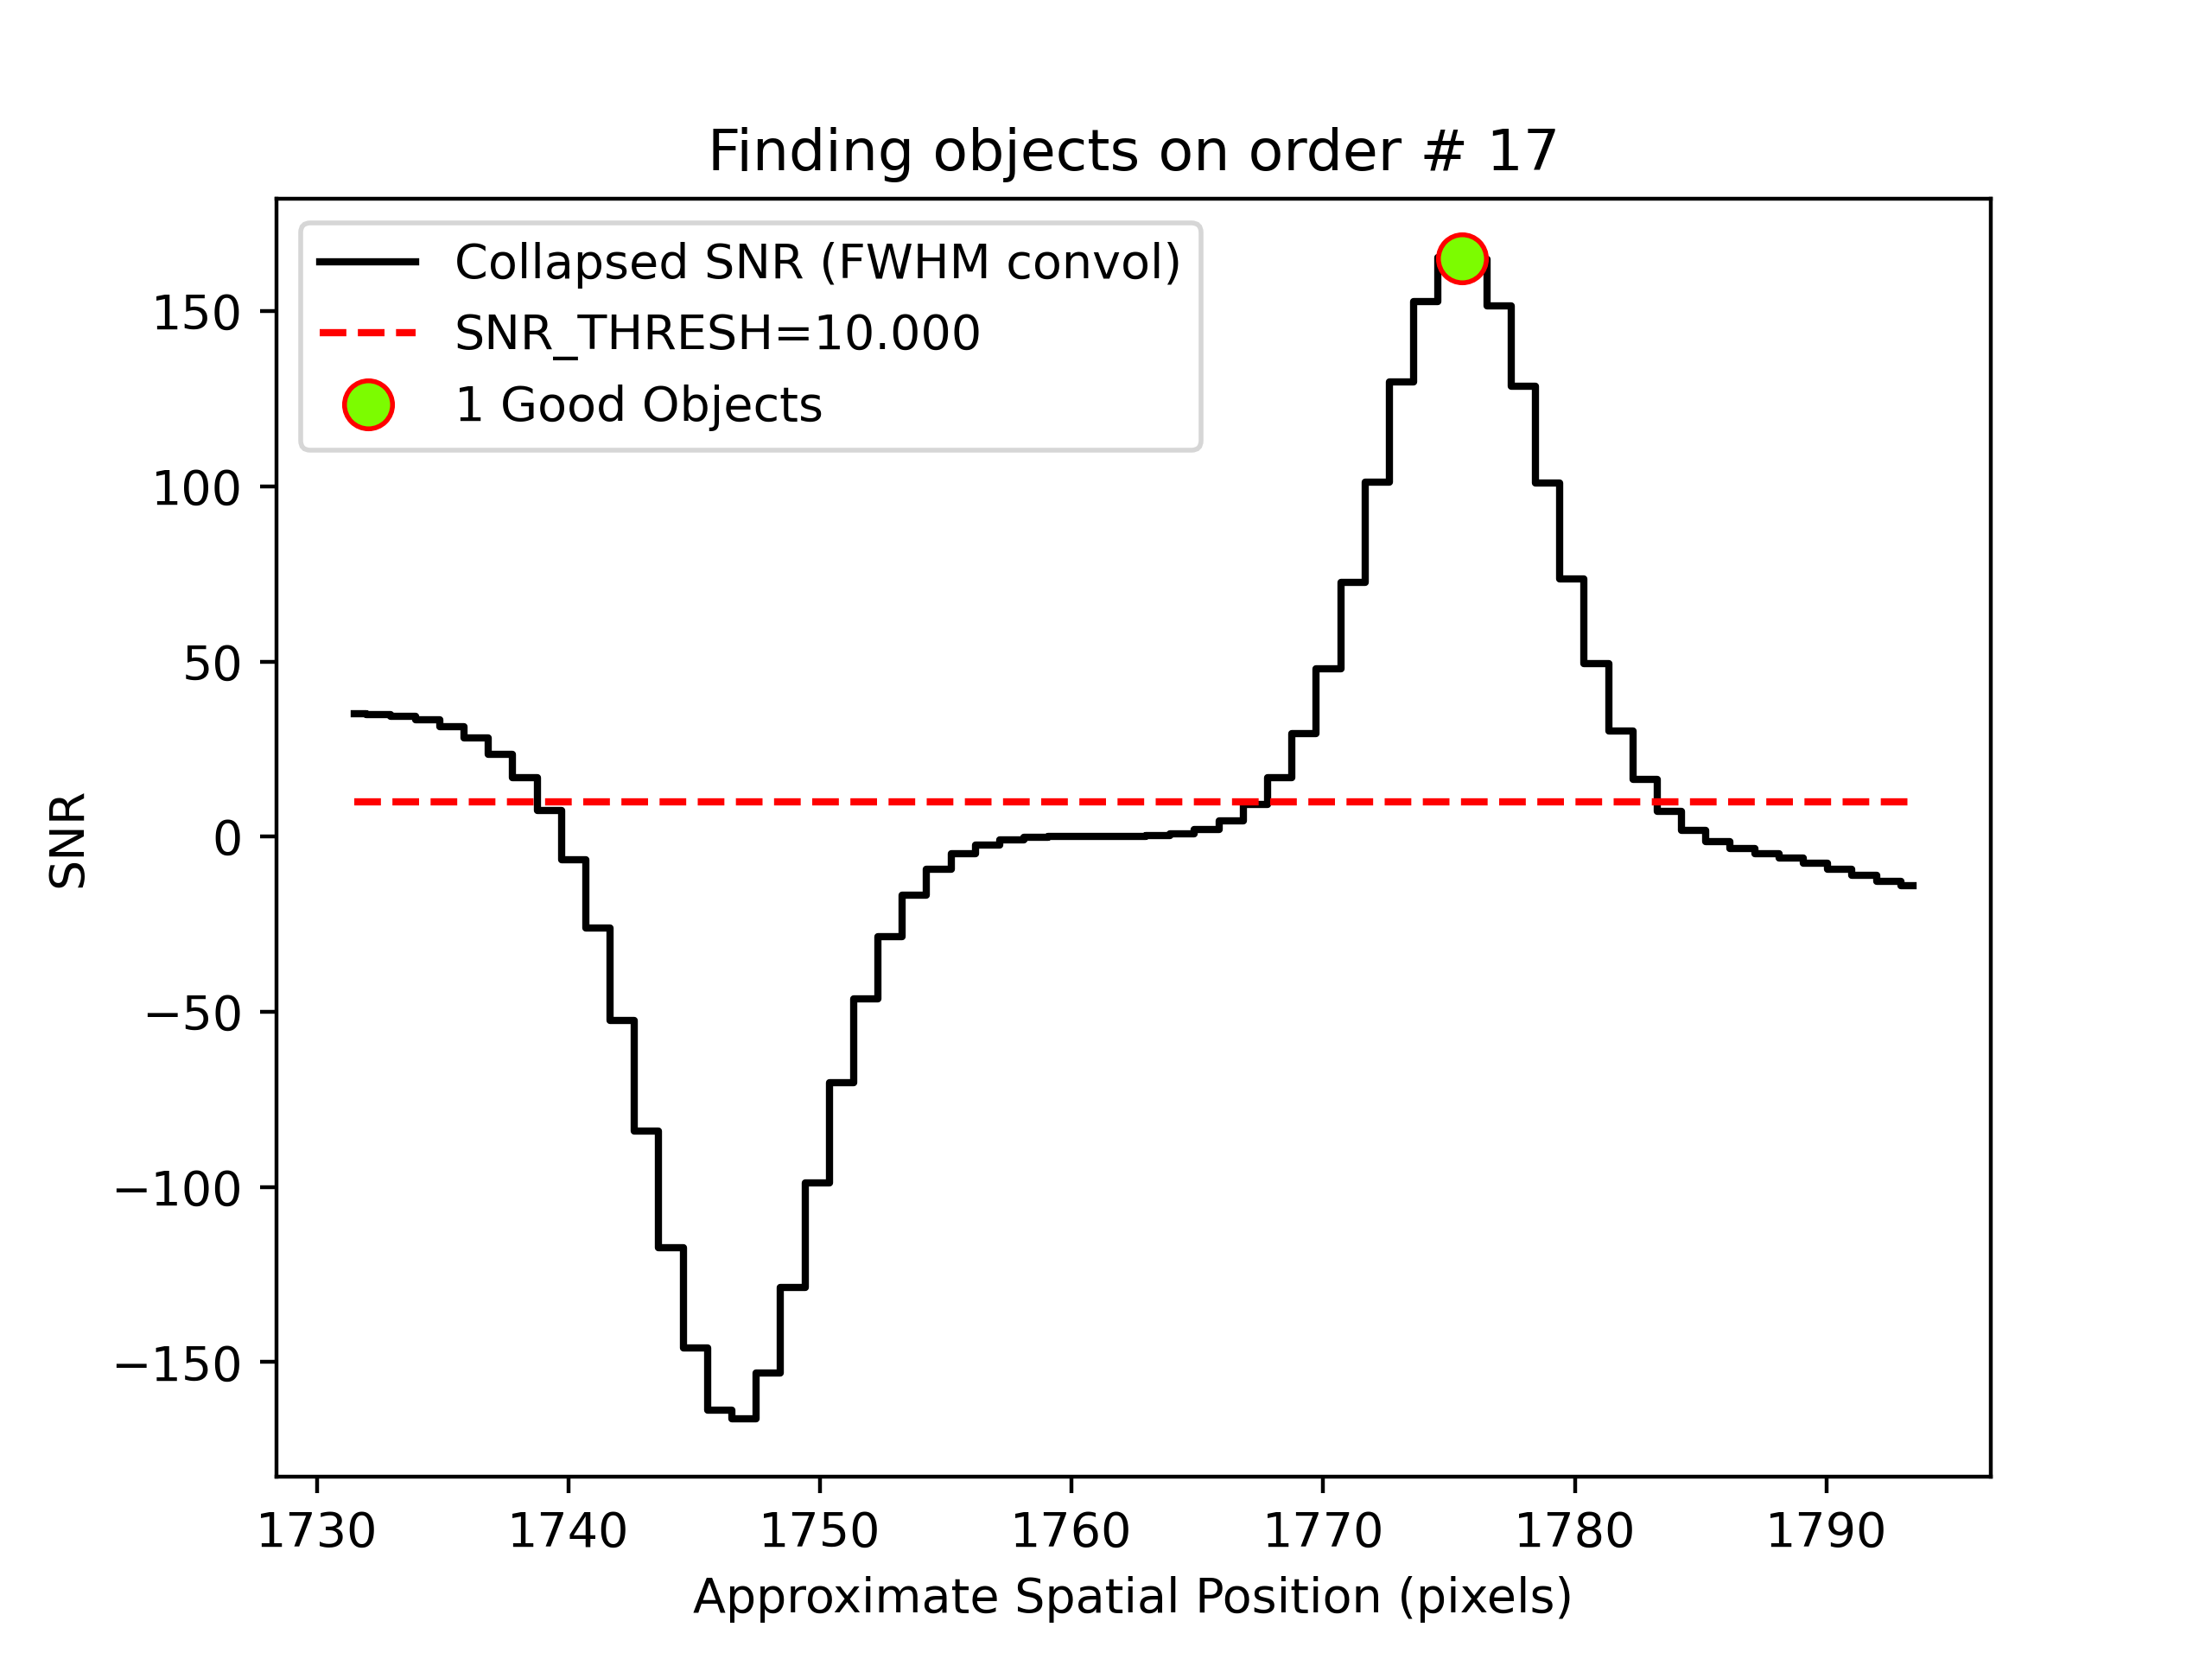 Finding objects on order # 17
Collapsed SNR (FWHM convol)
SNR_THRESH=10.000
1 Good Objects
150
100
50
0
−50
−100
−150
SNR
1730 1740 1750 1760 1770 1780 1790
Approximate Spatial Position (pixels)